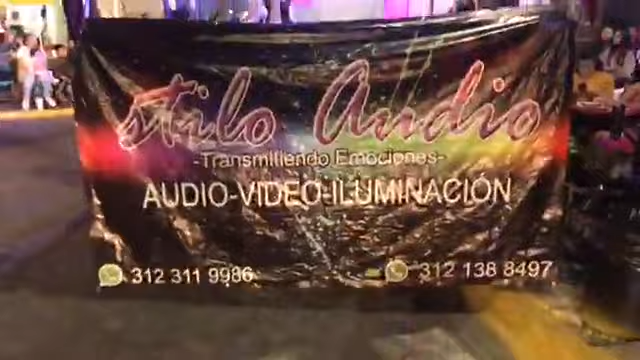 Stilo Audio
-Transmitiendo Emociones-
AUDIO-VIDEO-ILUMINACIÓN
312 311 9986 312 138 8497